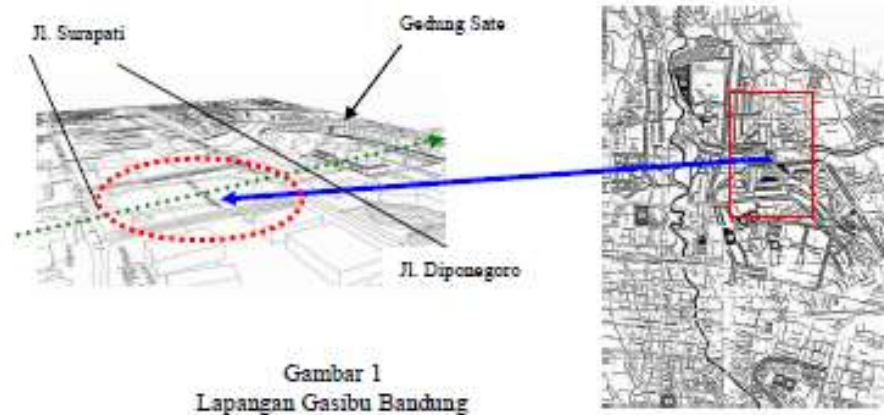 Jl. Surapati
Gedung Sate
Jl. Diponegoro
Gambar 1
Lapangan Gasibu Bandung